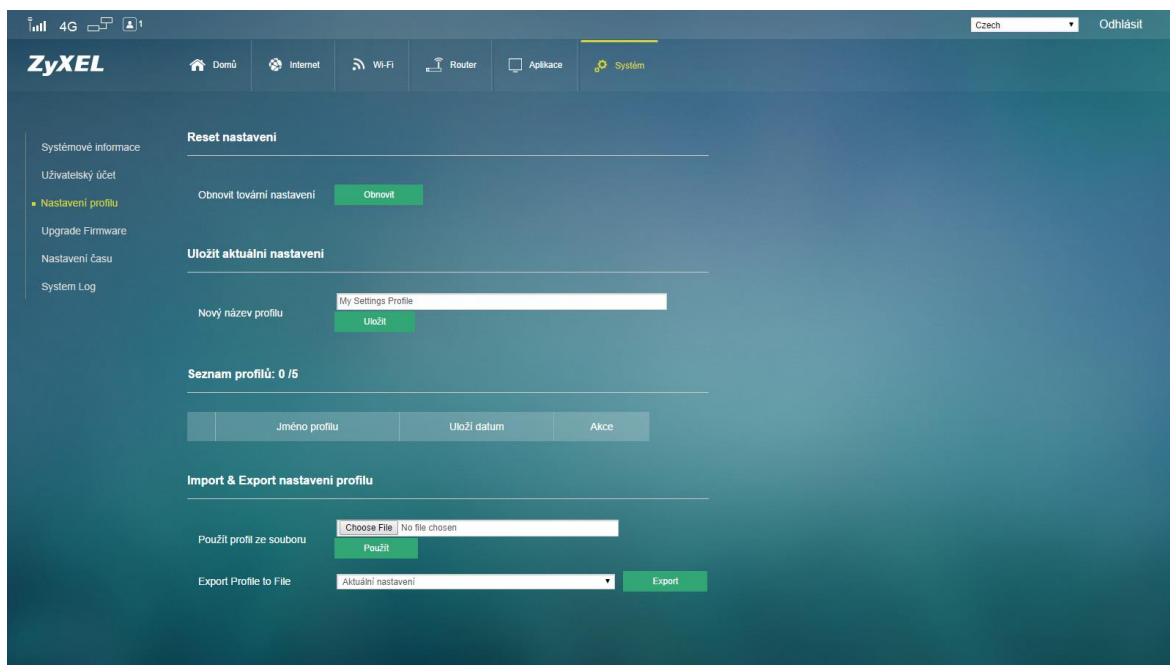 4G 1 Czech Odhlásit
ZyXEL Domů Internet Wi-Fi Router Aplikace Systém
Systémové informace
Uživatelský účet
Nastavení profilu
Upgrade Firmware
Nastavení času
System Log
Reset nastavení
Obnovit tovární nastavení Obnovit
Uložit aktuální nastavení
Nový název profilu My Settings Profile
Uložit
Seznam profilů: 0 /5
Jméno profilu Uloží datum Akce
Import & Export nastavení profilu
Použít profil ze souboru Choose File No file chosen
Použít
Export Profile to File Aktuální nastavení Export